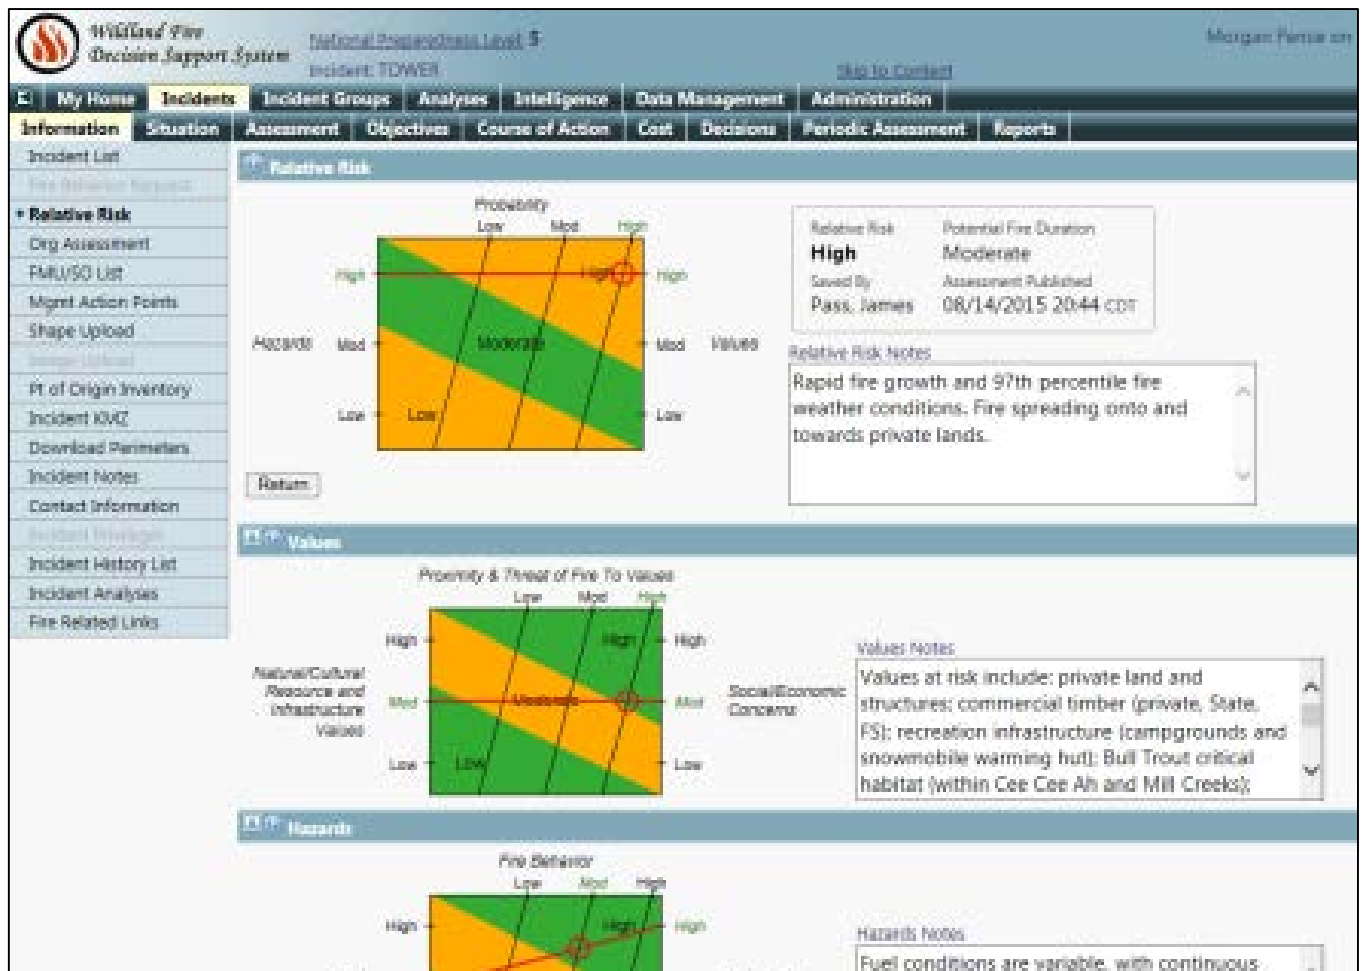 Wildland Fire
Decision Support System
National Preparedness Level: 5
Incident: TOWER
Skip to Content
Morgan Pence on
My Home Incidents Incident Groups Analyses Intelligence Data Management Administration
Information Situation Assessment Objectives Course of Action Cost Decisions Periodic Assessment Reports
Incident List
Fire Behavior Request
Relative Risk
Org Assessment
FMU/SO List
Mgmt Action Points
Shape Upload
Image Upload
Pt of Origin Inventory
Incident KMZ
Download Perimeters
Incident Notes
Contact Information
Incident Privileges
Incident History List
Incident Analyses
Fire Related Links
Relative Risk
Probability
Low Mod High
High High High
Hazards Mod Moderate Mod Values
Low Low Low
Return
Relative Risk Potential Fire Duration
High Moderate
Saved By Assessment Published
Pass, James 08/14/2015 20:44 CDT
Relative Risk Notes
Rapid fire growth and 97th percentile fire
weather conditions. Fire spreading onto and
towards private lands.
Values
Proximity & Threat of Fire To Values
Low Mod High
High High High
Natural/Cultural
Resource and
Infrastructure
Values
Mod Moderate Mod
Social/Economic
Concerns
Low Low Low
Values Notes
Values at risk include: private land and
structures; commercial timber (private, State,
FS); recreation infrastructure (campgrounds and
snowmobile warming hut); Bull Trout critical
habitat (within Cee Cee Ah and Mill Creeks);
Hazards
Fire Behavior
Low Mod High
High High High
Hazards Notes
Fuel conditions are variable, with continuous